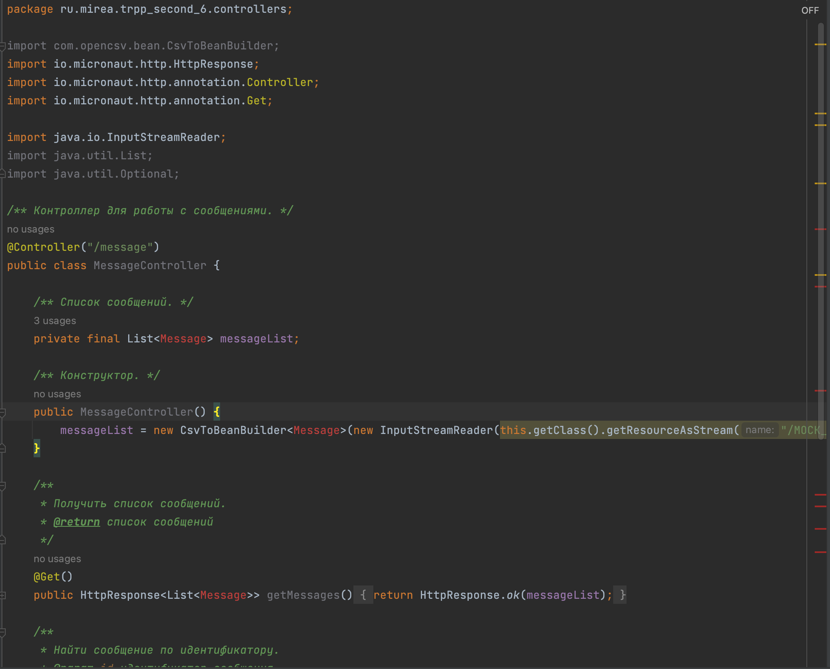 package ru.mirea.trpp_second_6.controllers;
OFF
import com.opencsv.bean.CsvToBeanBuilder;
import io.micronaut.http.HttpResponse;
import io.micronaut.http.annotation.Controller;
import io.micronaut.http.annotation.Get;
import java.io.InputStreamReader;
import java.util.List;
import java.util.Optional;
/** Контроллер для работы с сообщениями. */
no usages
@Controller("/message")
public class MessageController {
/** Список сообщений. */
3 usages
private final List<Message> messageList;
/** Конструктор. */
no usages
public MessageController() {
messageList = new CsvToBeanBuilder<Message>(new InputStreamReader(this.getClass().getResourceAsStream( name: "/MOCK_
}
/**
* Получить список сообщений.
* @return список сообщений
*/
no usages
@Get()
public HttpResponse<List<Message>> getMessages() { return HttpResponse.ok(messageList); }
/**
* Найти сообщение по идентификатору.